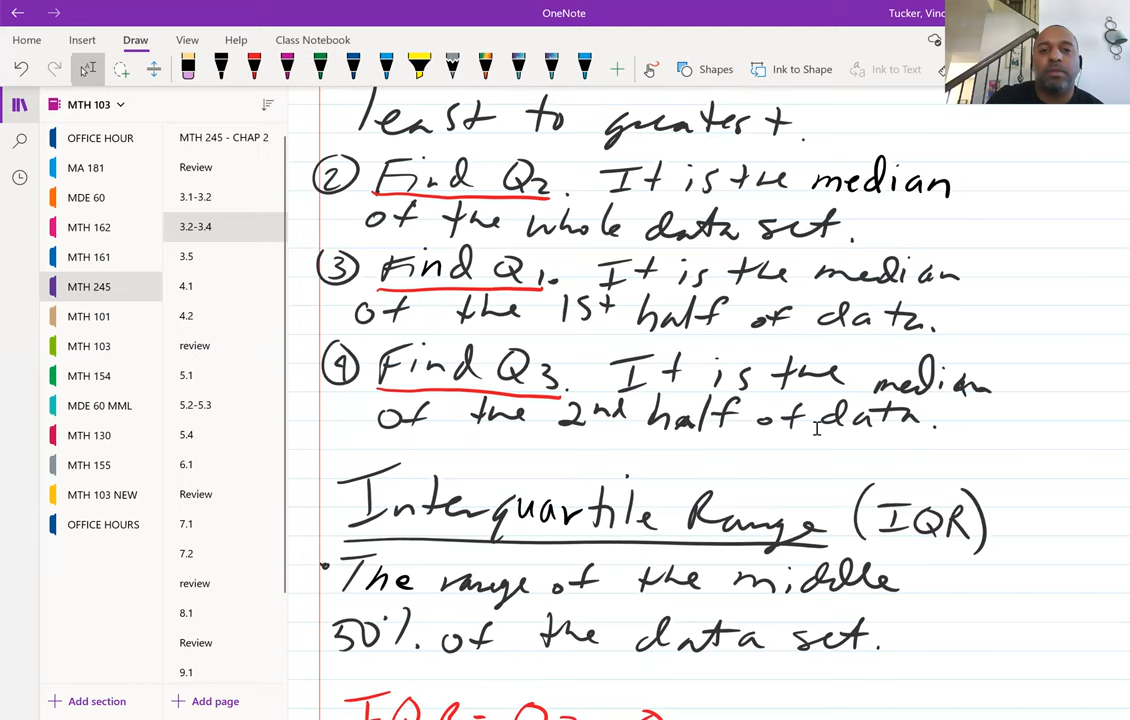 OneNote
Tucker, Vinc
Home Insert Draw View Help Class Notebook
Shapes Ink to Shape Ink to Text
MTH 103
OFFICE HOUR
MA 181
MDE 60
MTH 162
MTH 161
MTH 245
MTH 101
MTH 103
MTH 154
MDE 60 MML
MTH 130
MTH 155
MTH 103 NEW
OFFICE HOURS
Add section
MTH 245 - CHAP 2
Review
3.1-3.2
3.2-3.4
3.5
4.1
4.2
review
5.1
5.2-5.3
5.4
6.1
Review
7.1
7.2
review
8.1
Review
9.1
Add page
least to greatest.
② Find Q2. It is the median
of the whole data set.
③ Find Q1. It is the median
of the 1st half of data.
④ Find Q3. It is the median
of the 2nd half of data.
Interquartile Range (IQR)
• The range of the middle
50% of the data set.